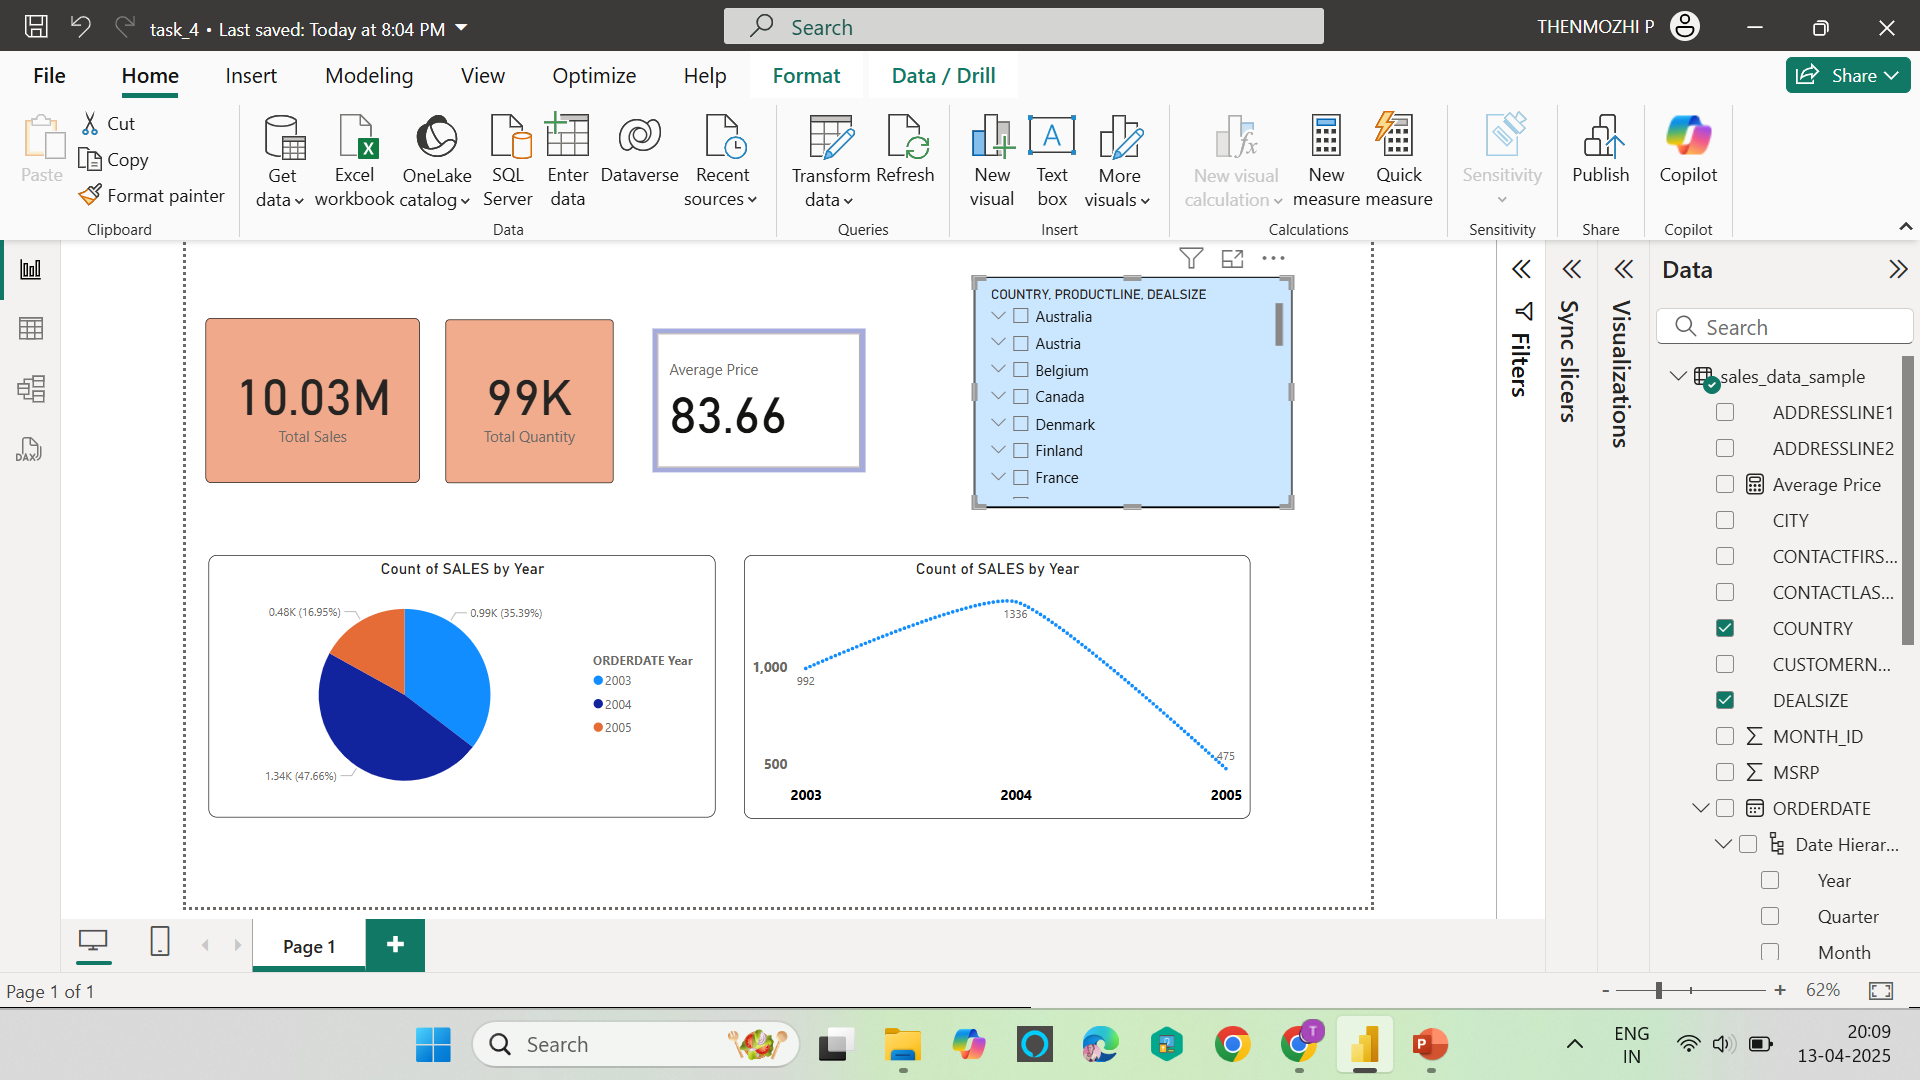 task_4 • Last saved: Today at 8:04 PM
Search
THENMOZHI P
File
Home
Insert
Modeling
View
Optimize
Help
Format
Data / Drill
Share
Paste
Cut
Copy
Format painter
Clipboard
Get data
Excel workbook
OneLake catalog
SQL Server
Enter data
Dataverse
Recent sources
Data
Transform data
Refresh
Queries
New visual
Text box
More visuals
Insert
New visual calculation
New measure
Quick measure
Calculations
Sensitivity
Sensitivity
Publish
Share
Copilot
Copilot
DAX
10.03M
Total Sales
99K
Total Quantity
Average Price
83.66
COUNTRY, PRODUCTLINE, DEALSIZE
Australia
Austria
Belgium
Canada
Denmark
Finland
France
Count of SALES by Year
0.48K (16.95%)
0.99K (35.39%)
1.34K (47.66%)
ORDERDATE Year
2003
2004
2005
Count of SALES by Year
1336
1,000
992
475
500
2003
2004
2005
Filters
Sync slicers
Visualizations
Data
Search
sales_data_sample
ADDRESSLINE1
ADDRESSLINE2
Average Price
CITY
CONTACTFIRS...
CONTACTLAS...
COUNTRY
CUSTOMERN...
DEALSIZE
MONTH_ID
MSRP
ORDERDATE
Date Hierar...
Year
Quarter
Month
Page 1
Page 1 of 1
62%
Search
T
P
ENG
IN
20:09
13-04-2025